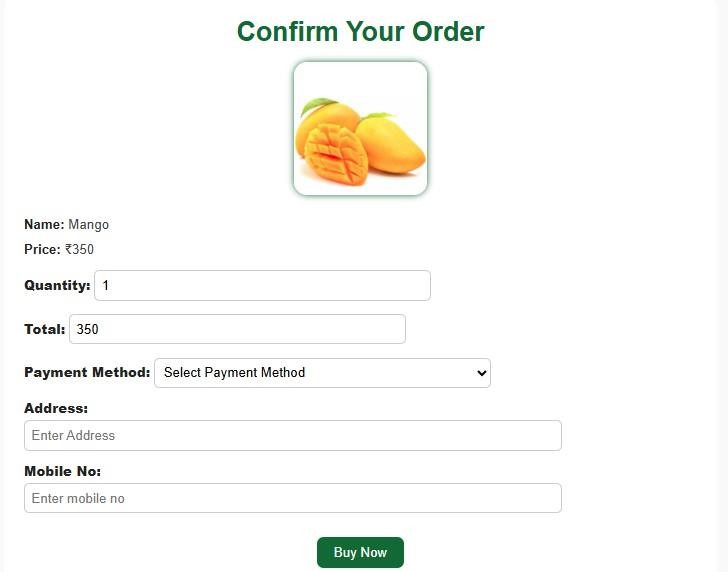 Confirm Your Order
Name: Mango
Price: ₹350
Quantity: 1
Total: 350
Payment Method: Select Payment Method
Address:
Enter Address
Mobile No:
Enter mobile no
Buy Now